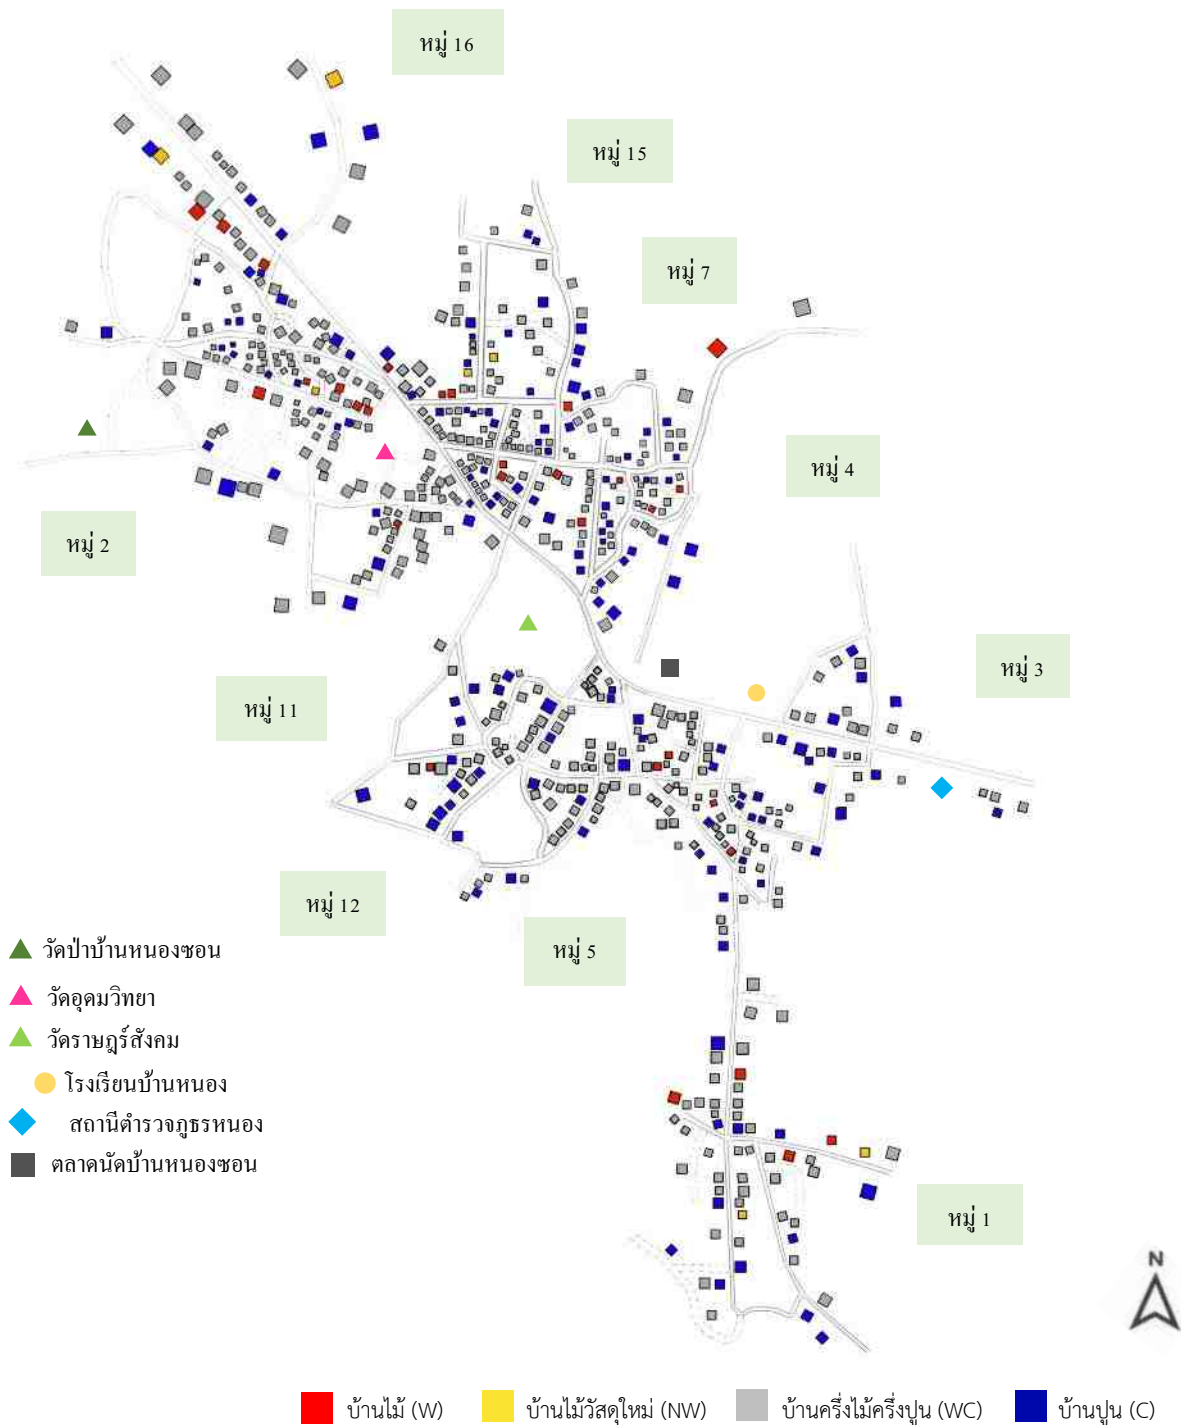 หมู่ 16
หมู่ 15
หมู่ 7
หมู่ 4
หมู่ 2
หมู่ 3
หมู่ 11
หมู่ 12
หมู่ 5
วัดป่าบ้านหนองซอน
วัดอุดมวิทยา
วัดราษฎร์สังคม
โรงเรียนบ้านหนอง
สถานีตำรวจภูธรหนอง
ตลาดนัดบ้านหนองซอน
หมู่ 1
N
บ้านไม้ (W) บ้านไม้วัสดุใหม่ (NW) บ้านครึ่งไม้ครึ่งปูน (WC) บ้านปูน (C)